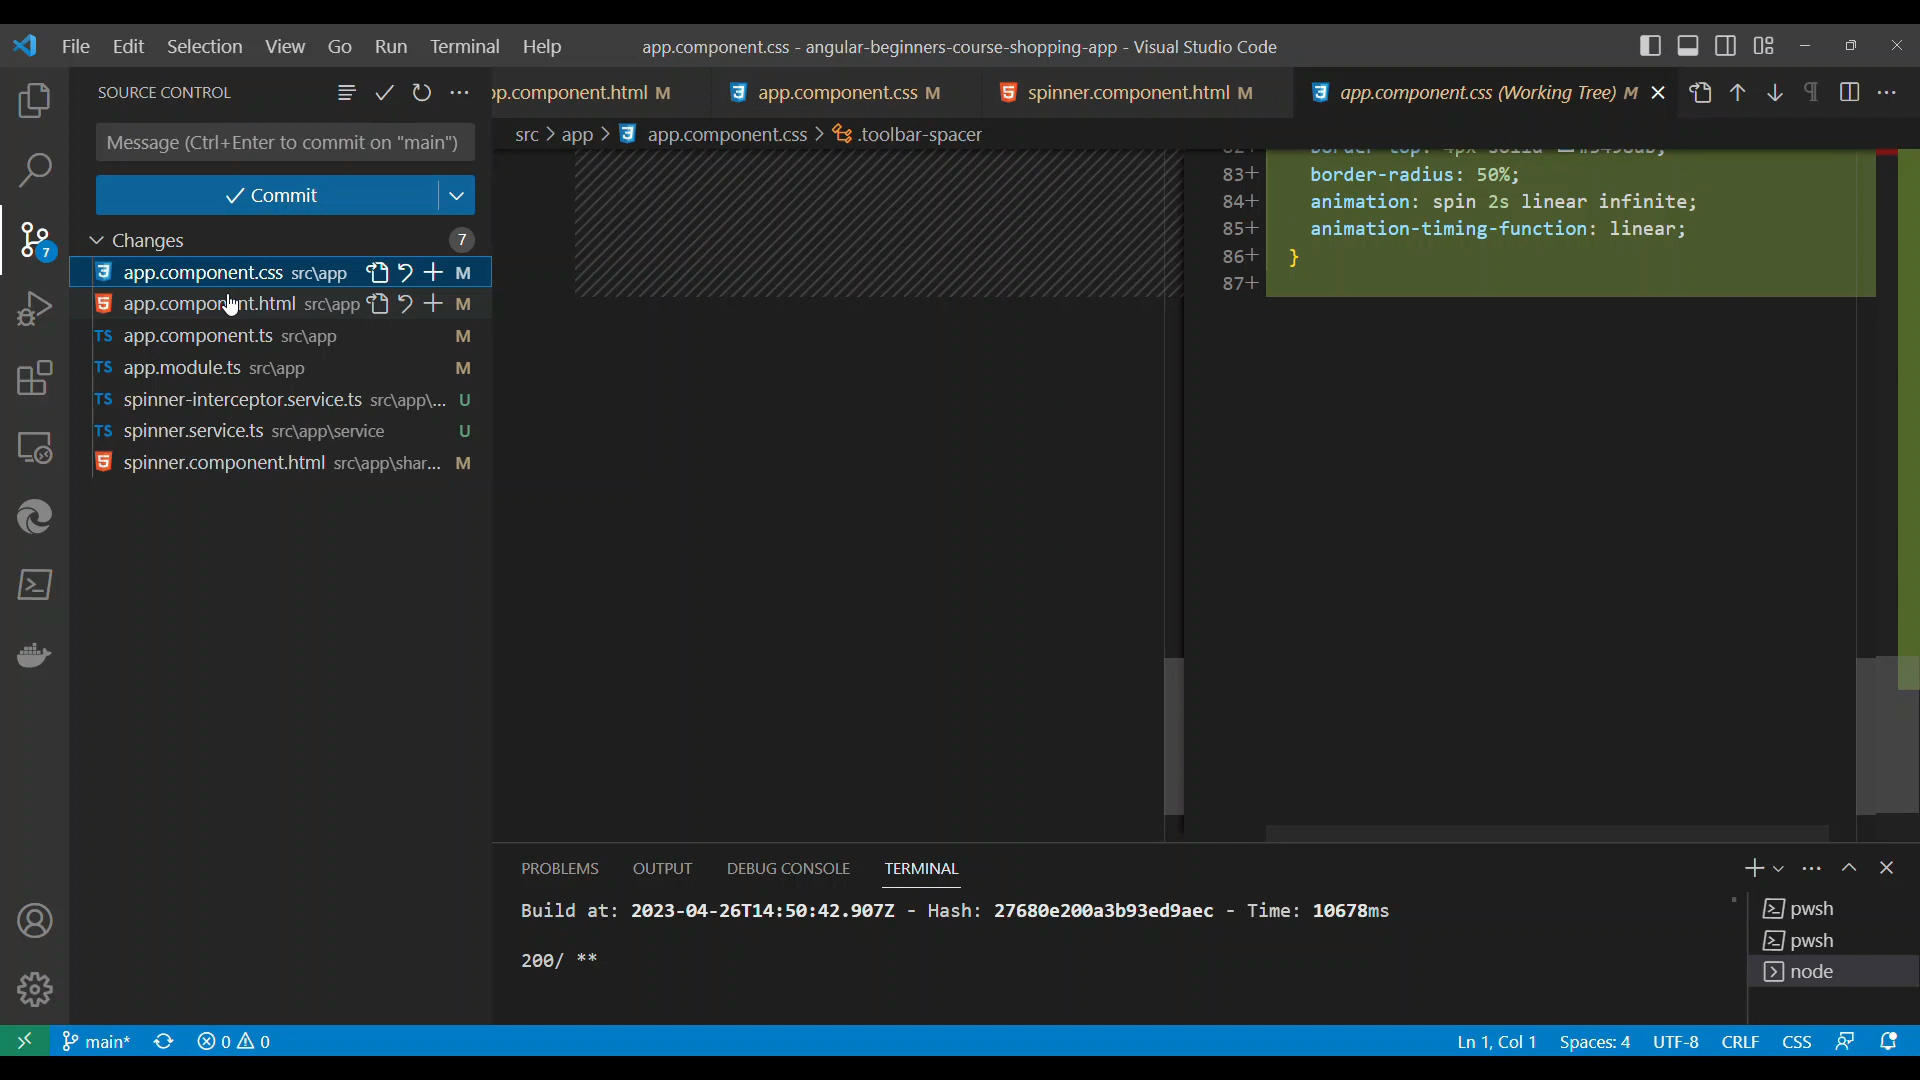 File Edit Selection View Go Run Terminal Help
app.component.css - angular-beginners-course-shopping-app - Visual Studio Code
SOURCE CONTROL
p.component.html M
app.component.css M
spinner.component.html M
app.component.css (Working Tree) M
src > app > app.component.css > .toolbar-spacer
Message (Ctrl+Enter to commit on "main")
Commit
Changes 7
7
app.component.css src\app M
app.component.html src\app M
app.component.ts src\app M
app.module.ts src\app M
spinner-interceptor.service.ts src\app\... U
spinner.service.ts src\app\service U
spinner.component.html src\app\shar... M
83+ border-radius: 50%;
84+ animation: spin 2s linear infinite;
85+ animation-timing-function: linear;
86+ }
87+
PROBLEMS OUTPUT DEBUG CONSOLE TERMINAL
Build at: 2023-04-26T14:50:42.907Z - Hash: 27680e200a3b93ed9aec - Time: 10678ms
200/ **
pwsh
pwsh
node
main* 0 0
Ln 1, Col 1 Spaces: 4 UTF-8 CRLF CSS